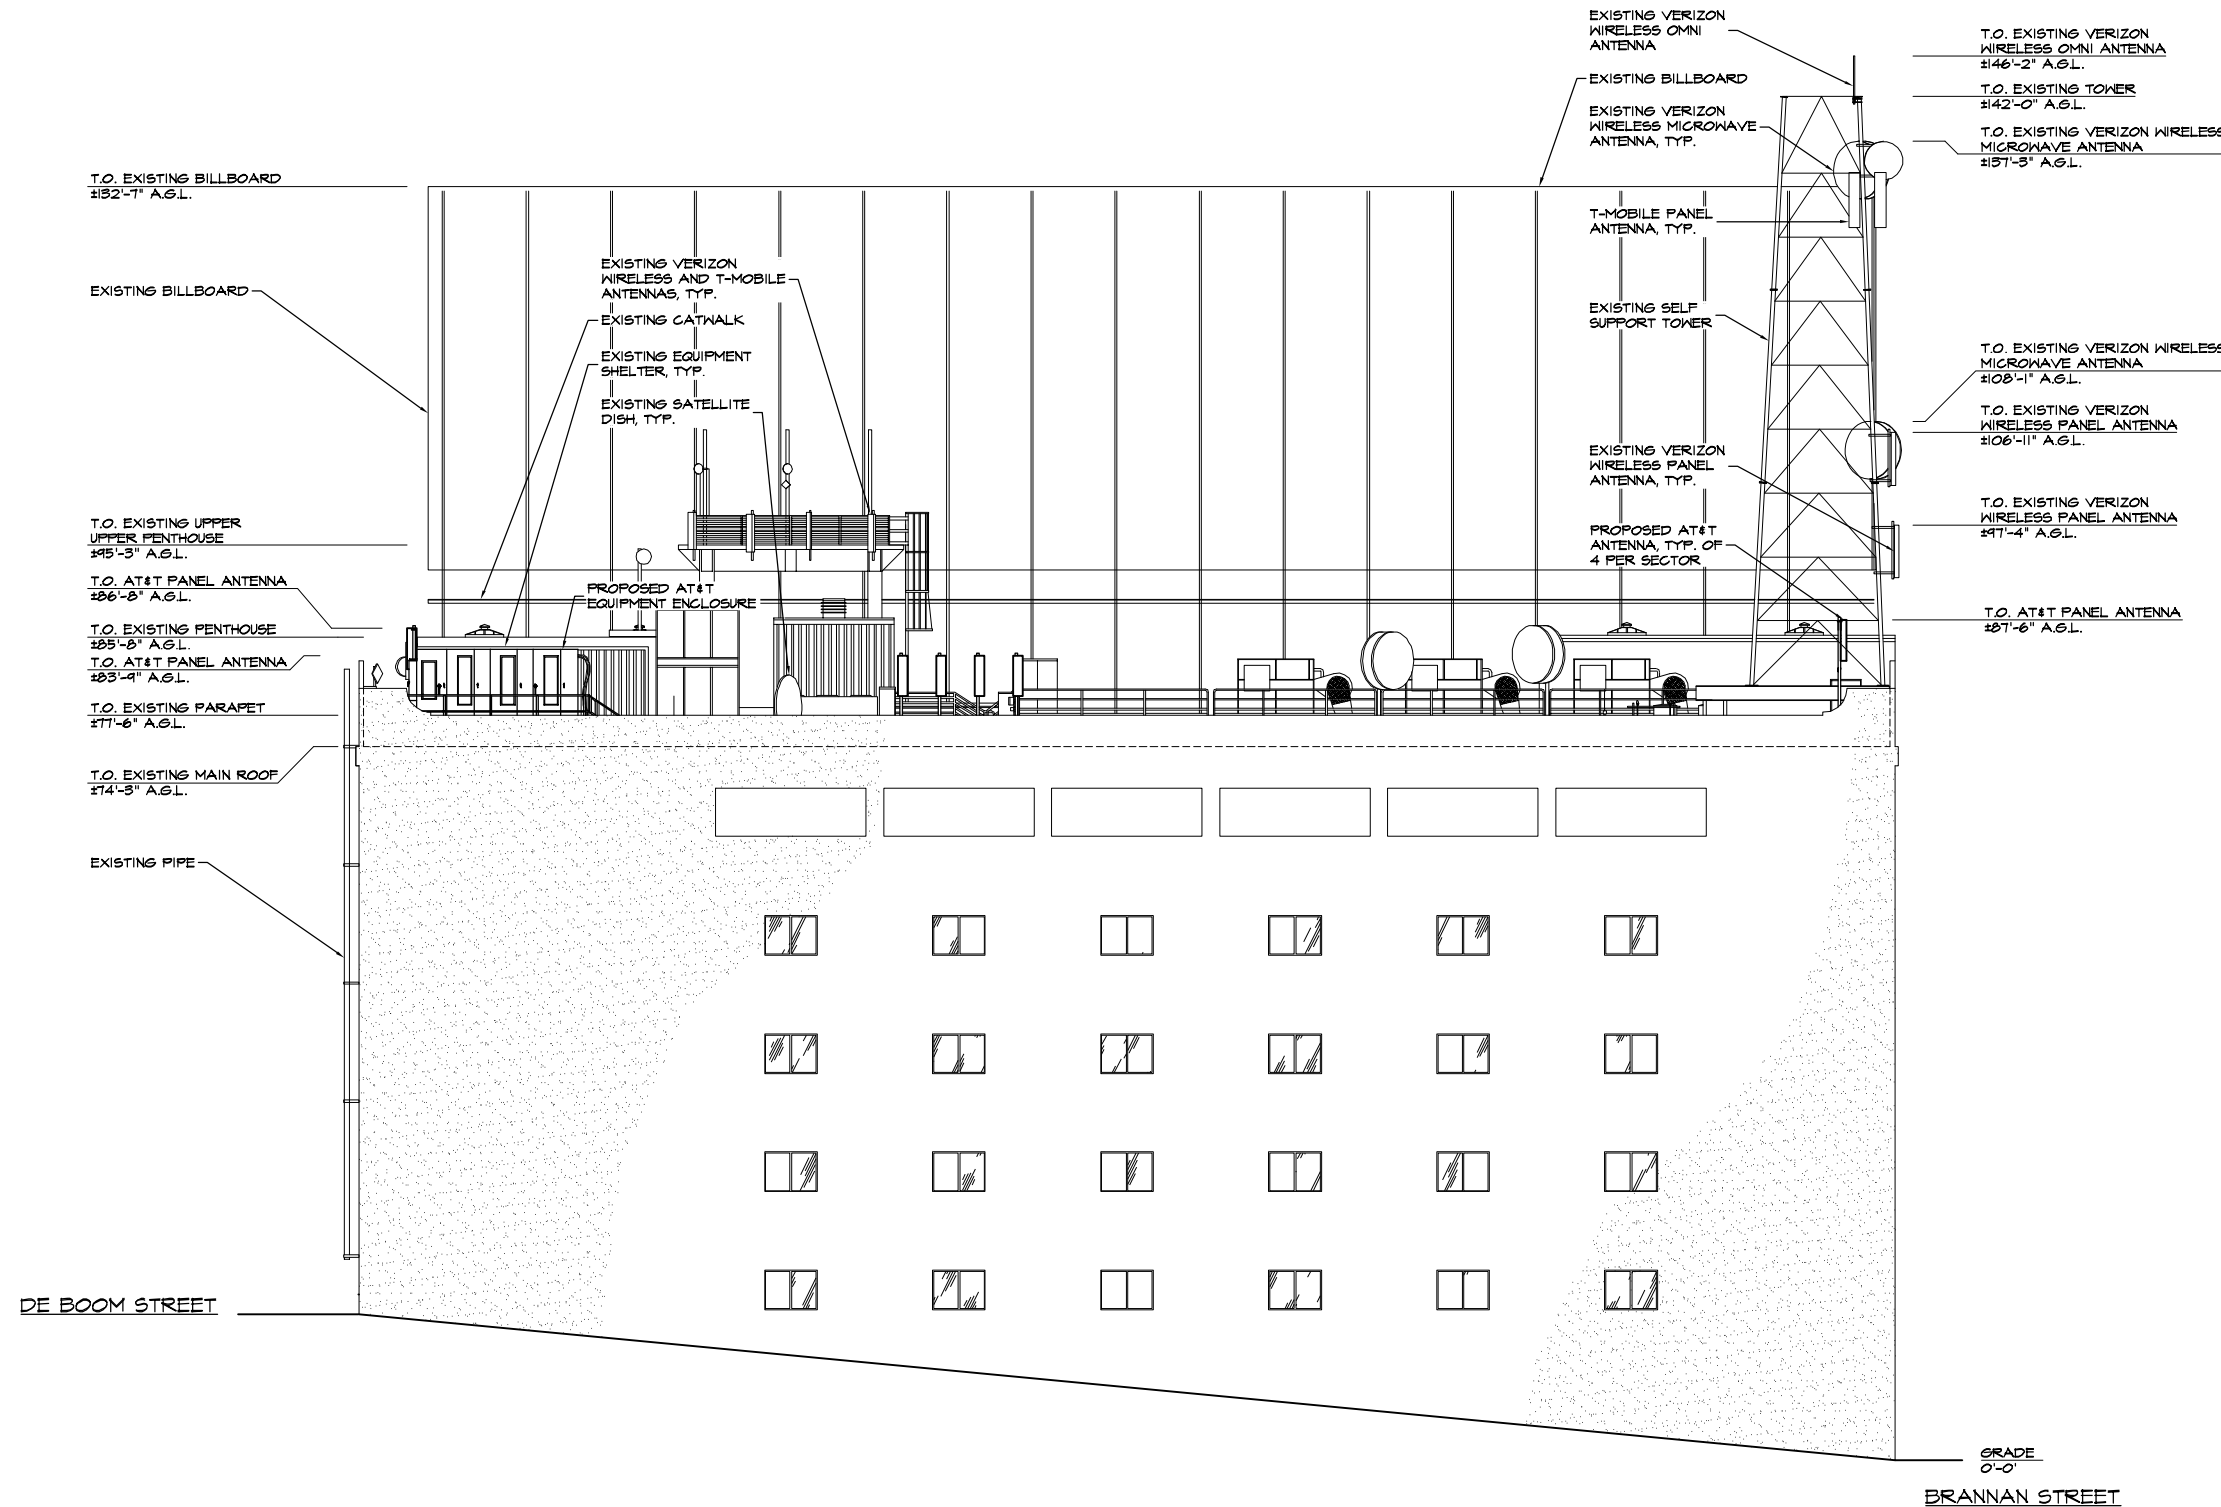 T.O. EXISTING BILLBOARD
±132'-7" A.G.L.
EXISTING BILLBOARD
T.O. EXISTING UPPER
UPPER PENTHOUSE
±95'-3" A.G.L.
T.O. AT&T PANEL ANTENNA
±86'-8" A.G.L.
T.O. EXISTING PENTHOUSE
±85'-8" A.G.L.
T.O. AT&T PANEL ANTENNA
±83'-9" A.G.L.
T.O. EXISTING PARAPET
±77'-6" A.G.L.
T.O. EXISTING MAIN ROOF
±74'-3" A.G.L.
EXISTING PIPE
DE BOOM STREET
EXISTING VERIZON
WIRELESS AND T-MOBILE
ANTENNAS, TYP.
EXISTING CATWALK
EXISTING EQUIPMENT
SHELTER, TYP.
EXISTING SATELLITE
DISH, TYP.
PROPOSED AT&T
EQUIPMENT ENCLOSURE
EXISTING VERIZON
WIRELESS OMNI
ANTENNA
EXISTING BILLBOARD
EXISTING VERIZON
WIRELESS MICROWAVE
ANTENNA, TYP.
T-MOBILE PANEL
ANTENNA, TYP.
EXISTING SELF
SUPPORT TOWER
EXISTING VERIZON
WIRELESS PANEL
ANTENNA, TYP.
PROPOSED AT&T
ANTENNA, TYP. OF
4 PER SECTOR
T.O. EXISTING VERIZON
WIRELESS OMNI ANTENNA
±146'-2" A.G.L.
T.O. EXISTING TOWER
±142'-0" A.G.L.
T.O. EXISTING VERIZON WIRELESS
MICROWAVE ANTENNA
±137'-3" A.G.L.
T.O. EXISTING VERIZON WIRELESS
MICROWAVE ANTENNA
±108'-1" A.G.L.
T.O. EXISTING VERIZON
WIRELESS PANEL ANTENNA
±106'-11" A.G.L.
T.O. EXISTING VERIZON
WIRELESS PANEL ANTENNA
±97'-4" A.G.L.
T.O. AT&T PANEL ANTENNA
±87'-6" A.G.L.
GRADE
0'-0'
BRANNAN STREET